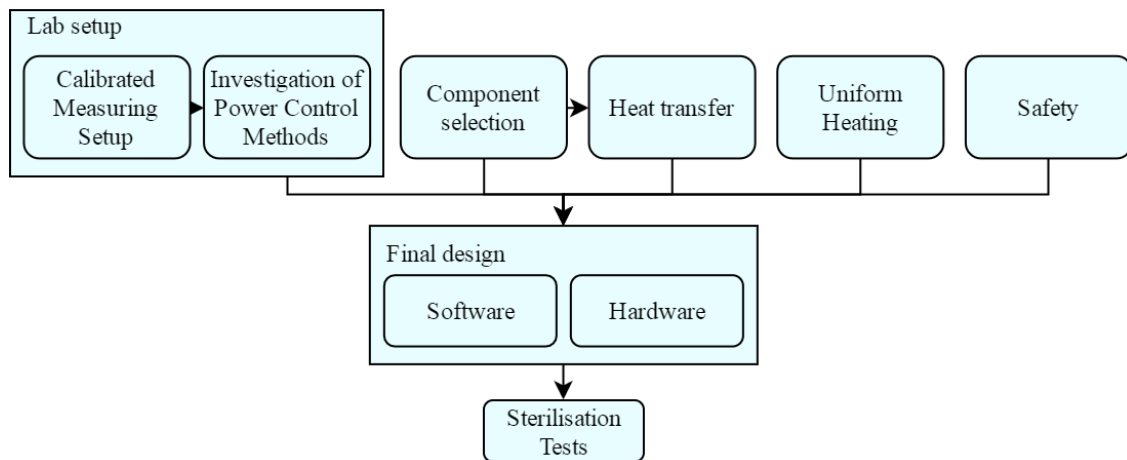 Lab setup
Calibrated
Measuring
Setup
Investigation of
Power Control
Methods
Component
selection
Heat transfer
Uniform
Heating
Safety
Final design
Software
Hardware
Sterilisation
Tests